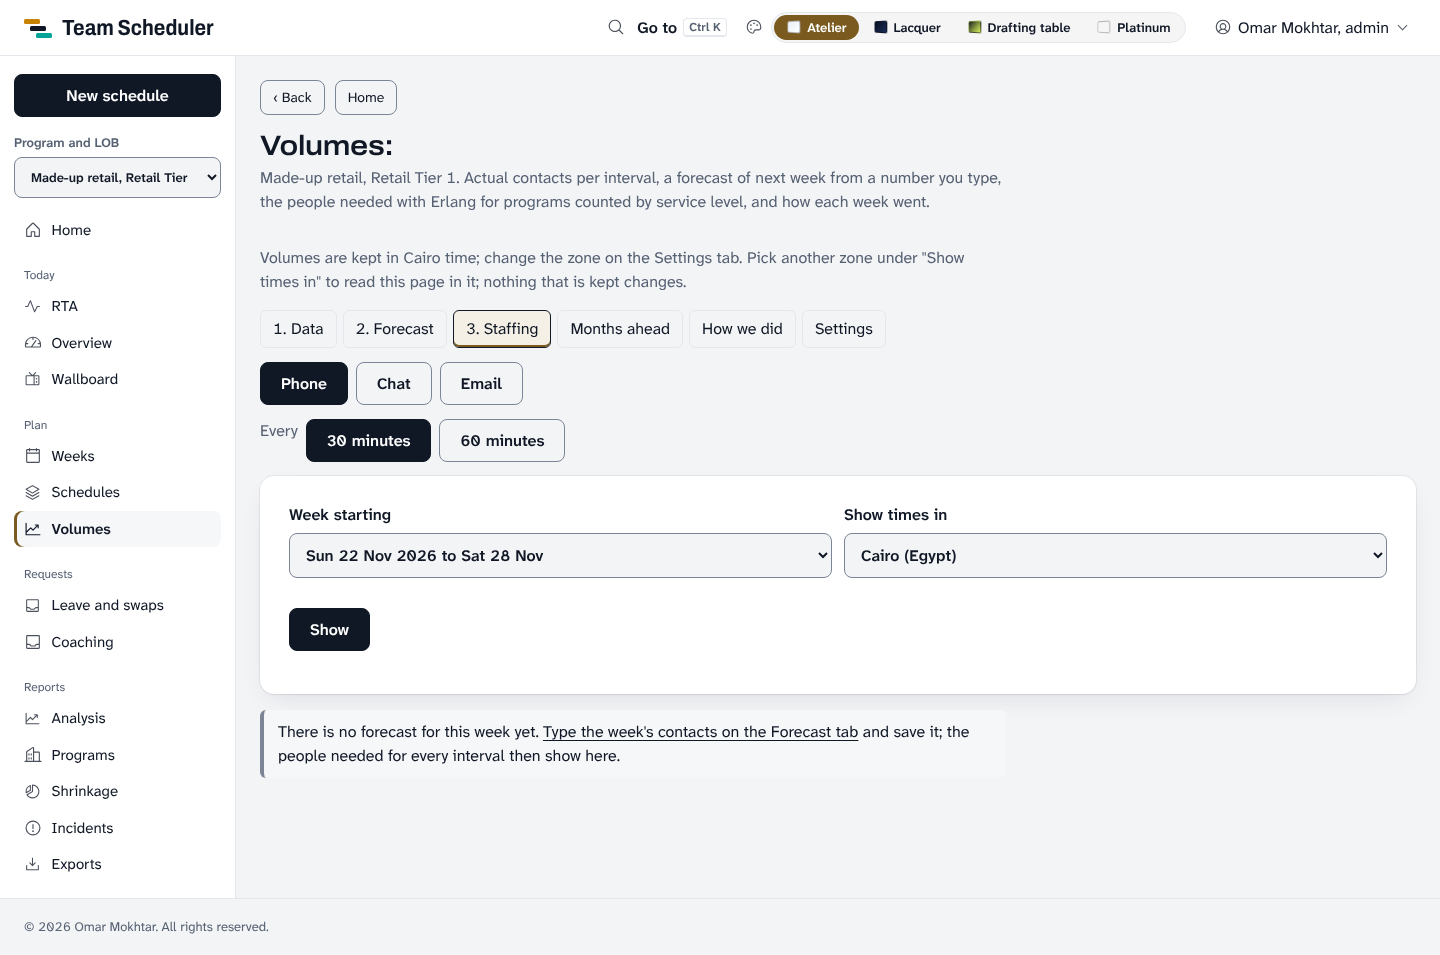 Team Scheduler
Go to
Ctrl K
Atelier
Lacquer
Drafting table
Platinum
Omar Mokhtar, admin
New schedule
Program and LOB
Made-up retail, Retail Tier
Home
Today
RTA
Overview
Wallboard
Plan
Weeks
Schedules
Volumes
Requests
Leave and swaps
Coaching
Reports
Analysis
Programs
Shrinkage
Incidents
Exports
‹ Back
Home
Volumes:
Made-up retail, Retail Tier 1. Actual contacts per interval, a forecast of next week from a number you type,
the people needed with Erlang for programs counted by service level, and how each week went.
Volumes are kept in Cairo time; change the zone on the Settings tab. Pick another zone under "Show
times in" to read this page in it; nothing that is kept changes.
1. Data
2. Forecast
3. Staffing
Months ahead
How we did
Settings
Phone
Chat
Email
Every
30 minutes
60 minutes
Week starting
Show times in
Sun 22 Nov 2026 to Sat 28 Nov
Cairo (Egypt)
Show
There is no forecast for this week yet. Type the week's contacts on the Forecast tab and save it; the
people needed for every interval then show here.
© 2026 Omar Mokhtar. All rights reserved.